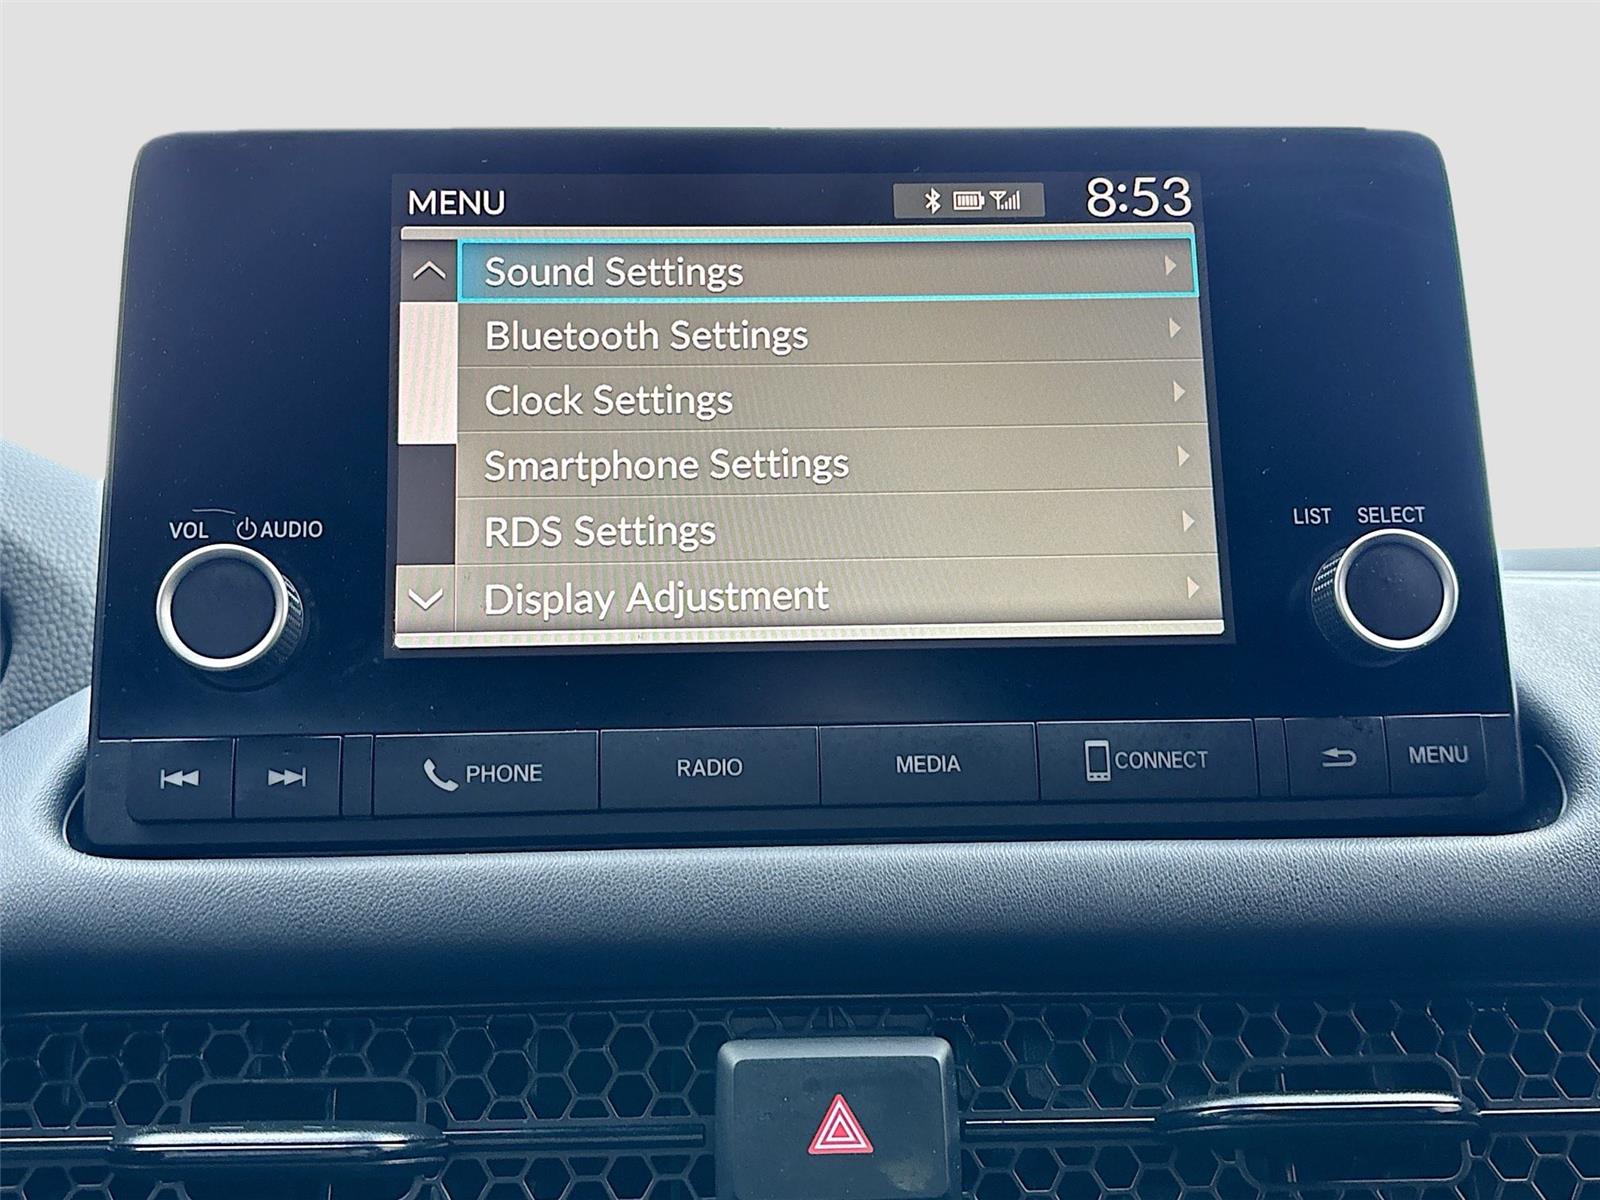 MENU 8:53
Sound Settings
Bluetooth Settings
Clock Settings
Smartphone Settings
RDS Settings
Display Adjustment
VOL AUDIO
LIST SELECT
PHONE RADIO MEDIA CONNECT MENU